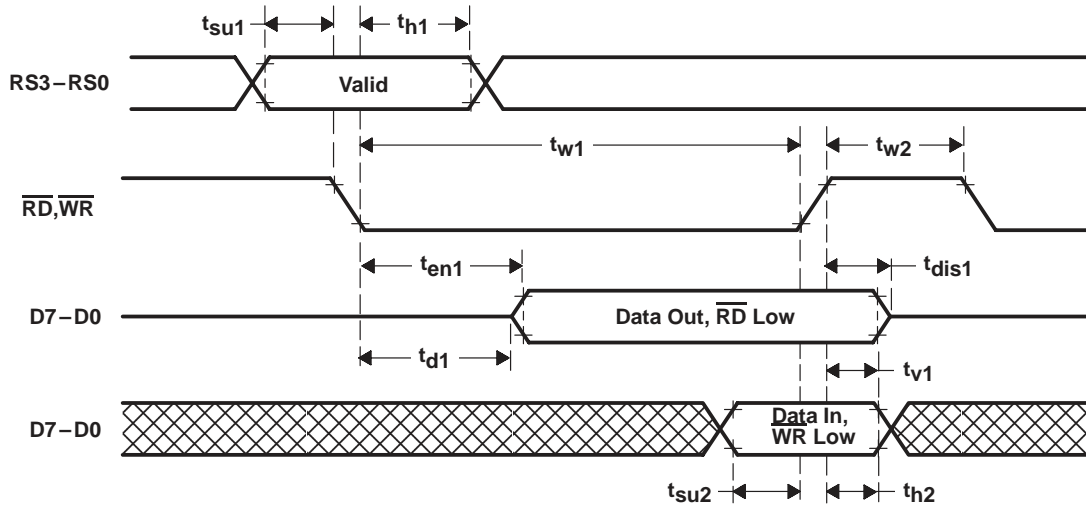 tsu1
th1
RS3–RS0
Valid
tw1
tw2
RD,WR
ten1
tdis1
D7–D0
Data Out, RD Low
td1
tv1
D7–D0
Data In,
WR Low
tsu2
th2